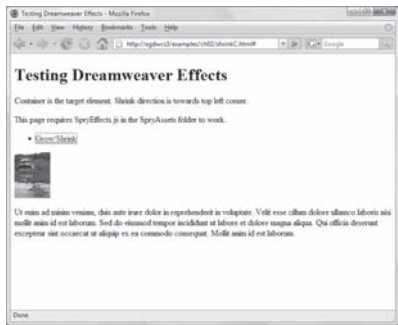 Testing Dreamweaver Effects - Mozilla Firefox
File Edit View History Bookmarks Tools Help
http://egdwcs3/examples/ch02/shrinkC.html# Google
Testing Dreamweaver Effects
Container is the target element. Shrink direction is towards top left corner.
This page requires SpryEffects.js in the SpryAssets folder to work.
• Grow/Shrink
Ut enim ad minim veniam, duis aute irure dolor in reprehenderit in voluptate. Velit esse cillum dolore ullamco laboris nisi
mollit anim id est laborum. Sed do eiusmod tempor incididunt ut labore et dolore magna aliqua. Qui officia deserunt
excepteur sint occaecat ut aliquip ex ea commodo consequat. Mollit anim id est laborum.
Done